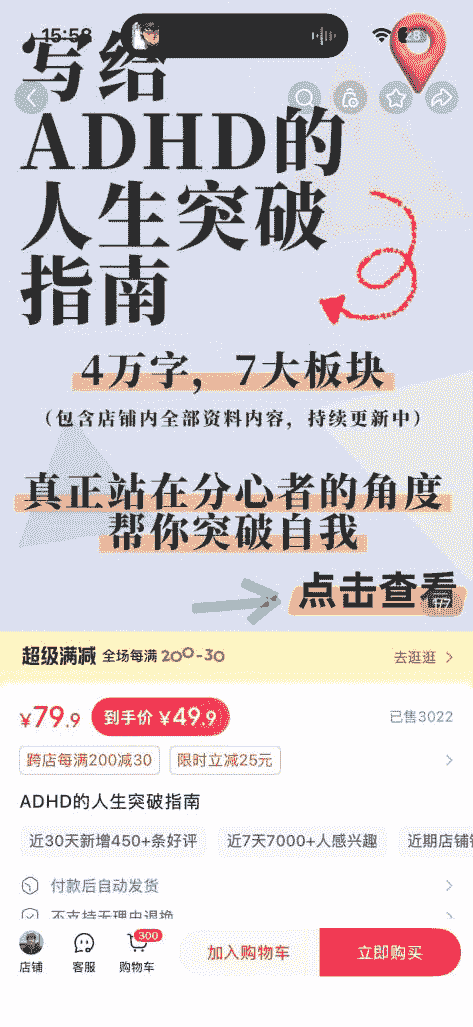 15:58
28
写给
ADHD的
人生突破
指南
4万字，7大板块
（包含店铺内全部资料内容，持续更新中）
真正站在分心者的角度
帮你突破自我
点击查看
超级满减 全场每满 200-30 去逛逛
¥79.9 到手价 ¥49.9 已售3022
跨店每满200减30 限时立减25元
ADHD的人生突破指南
近30天新增450+条好评 近7天7000+人感兴趣 近期店铺
付款后自动发货
不支持无理由退换
300
店铺 客服 购物车 加入购物车 立即购买